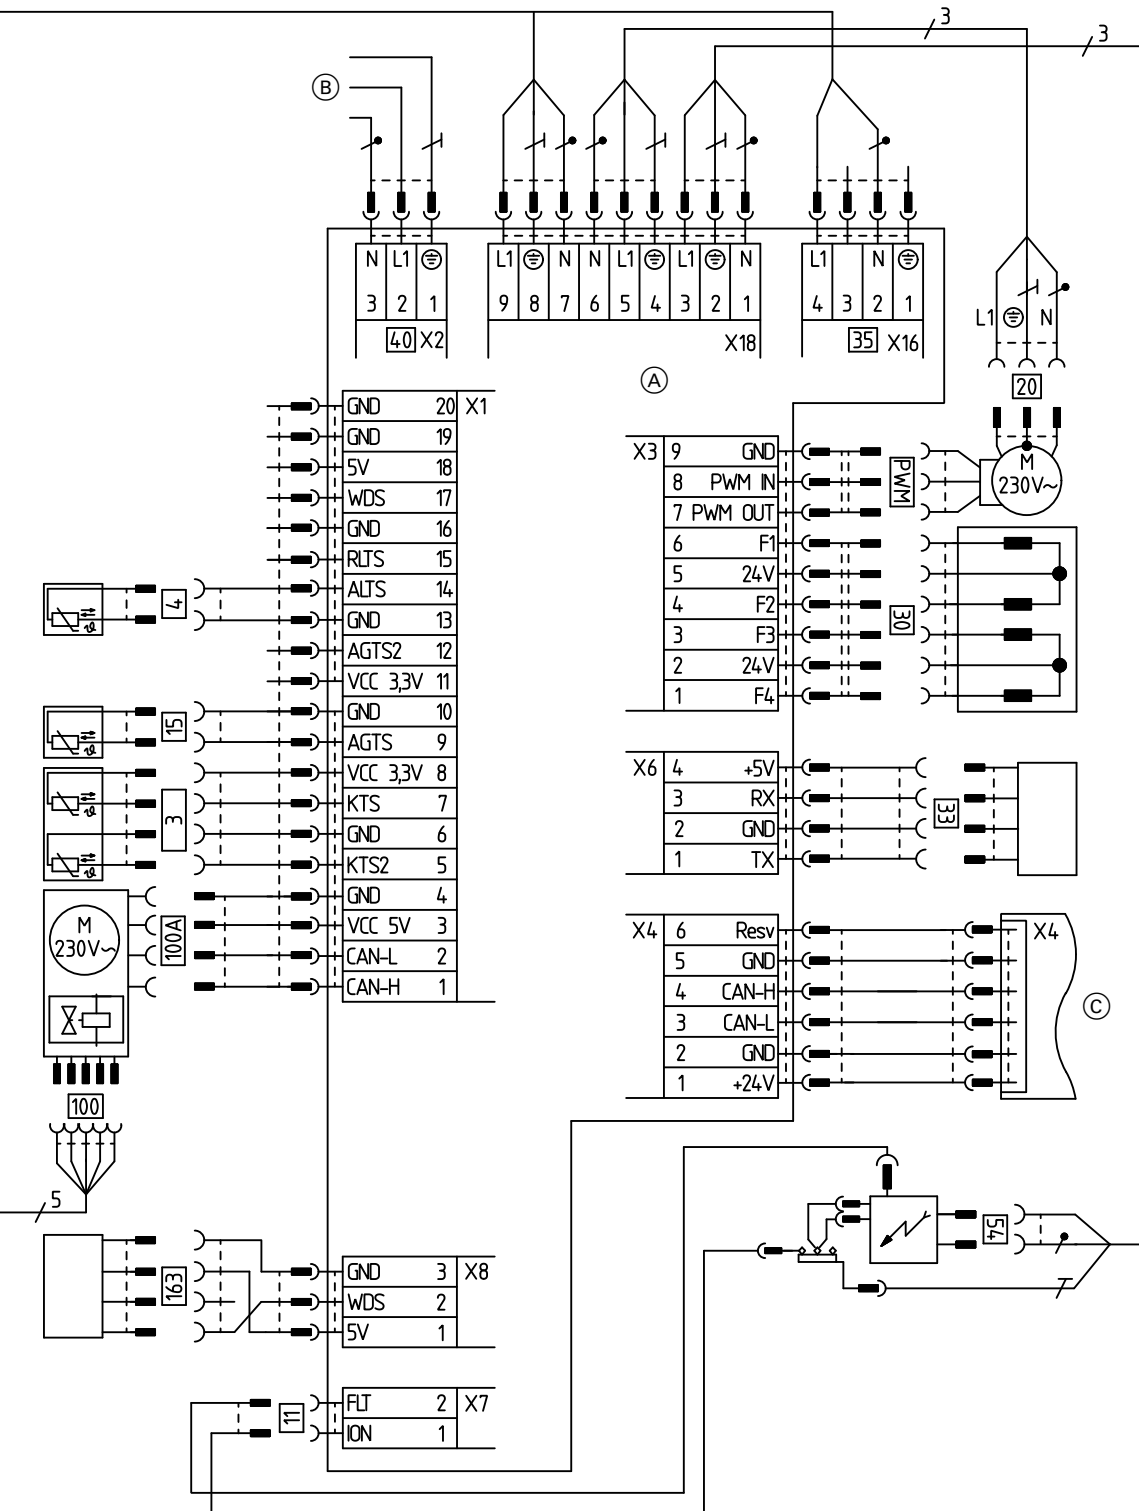 3
3
B
N L1
3 2 1
40 X2
L1 N N L1 L1 N
9 8 7 6 5 4 3 2 1
X18
L1 N
4 3 2 1
35 X16
L1 N
20
A
M
230V~
GND 20 X1
GND 19
5V 18
WDS 17
GND 16
RLTS 15
ALTS 14
GND 13
AGTS2 12
VCC 3,3V 11
GND 10
AGTS 9
VCC 3,3V 8
KTS 7
GND 6
KTS2 5
GND 4
VCC 5V 3
CAN-L 2
CAN-H 1
4
ϑ
15
ϑ
3
ϑ
ϑ
100A
M
230V~
100
5
X3 9 GND
8 PWM IN
7 PWM OUT
6 F1
5 24V
4 F2
3 F3
2 24V
1 F4
PWM
30
X6 4 +5V
3 RX
2 GND
1 TX
33
X4 6 Resv
5 GND
4 CAN-H
3 CAN-L
2 GND
1 +24V
X4
C
54
163
GND 3 X8
WDS 2
5V 1
11
FLT 2 X7
ION 1